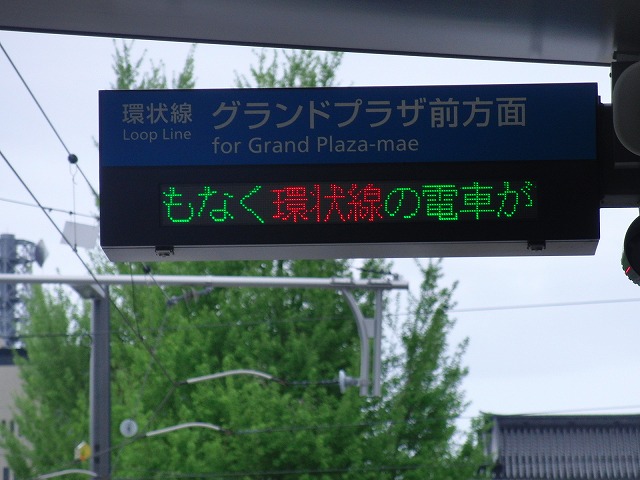 環状線 グランドプラザ前方面
Loop Line for Grand Plaza-mae
もなく環状線の電車が